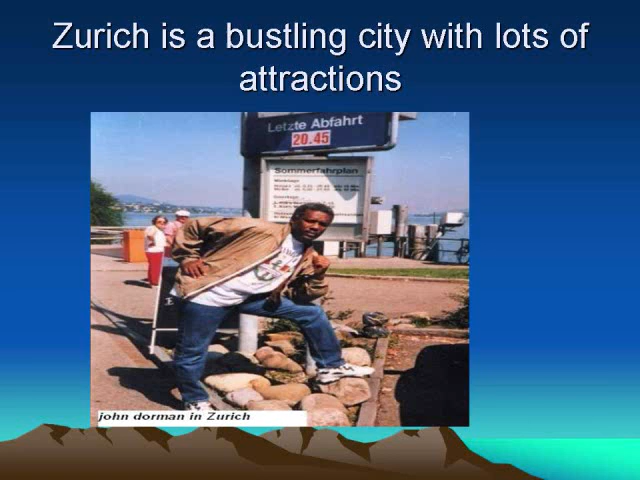 Zurich is a bustling city with lots of
attractions
Letzte Abfahrt
20.45
Sommerfahrplan
john dorman in Zurich